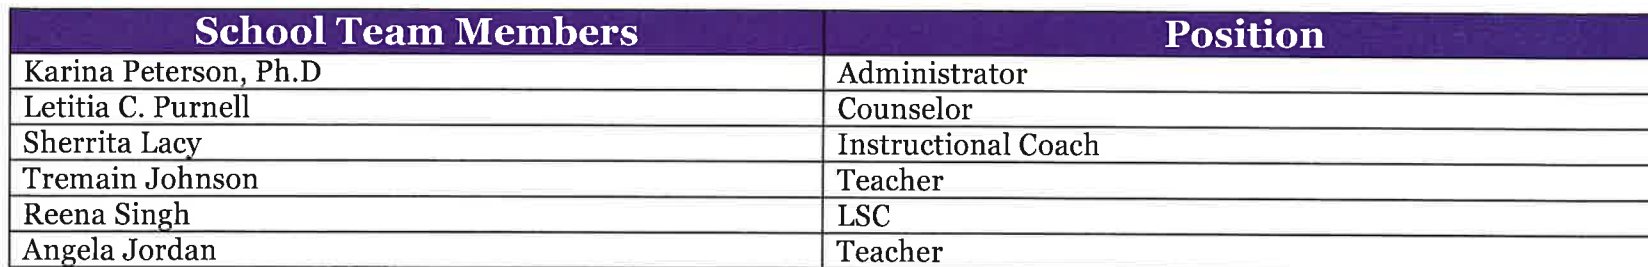 School Team Members Position
Karina Peterson, Ph.D Administrator
Letitia C. Purnell Counselor
Sherrita Lacy Instructional Coach
Tremain Johnson Teacher
Reena Singh LSC
Angela Jordan Teacher